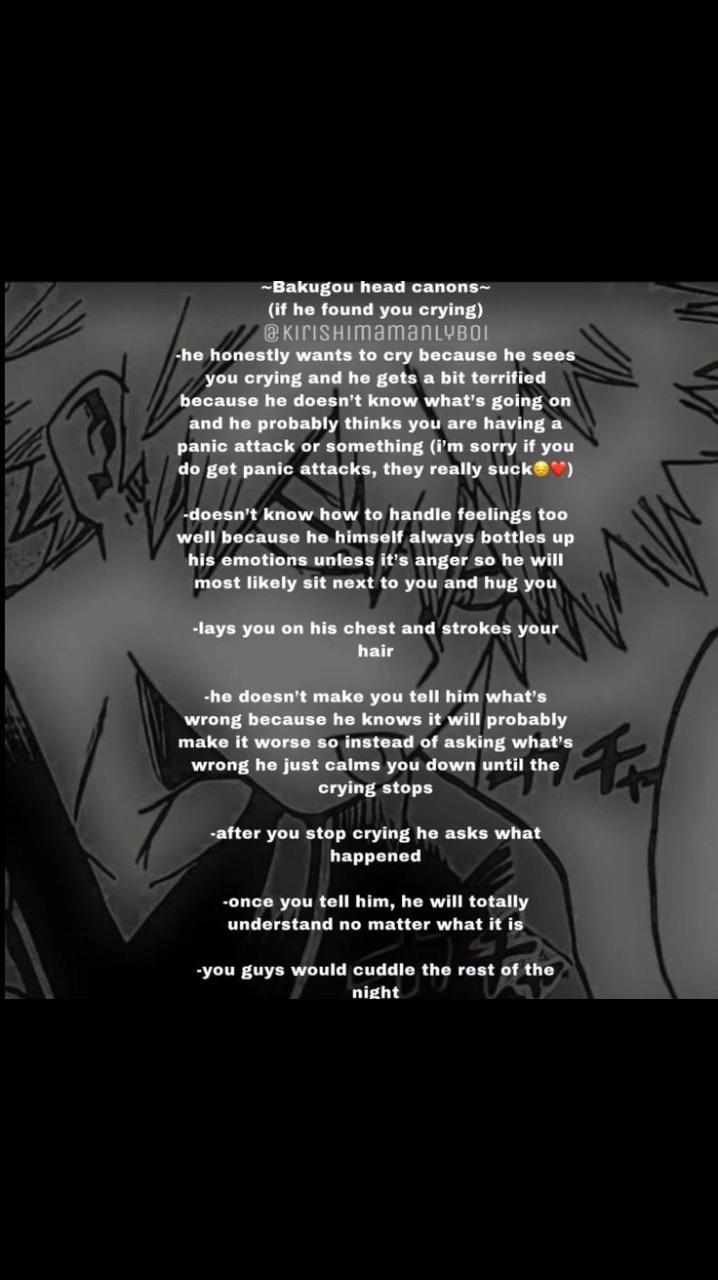 ~Bakugou head canons~
(if he found you crying)
@KIRISHIMAMANLYBOI
-he honestly wants to cry because he sees
you crying and he gets a bit terrified
because he doesn't know what's going on
and he probably thinks you are having a
panic attack or something (i'm sorry if you
do get panic attacks, they really suck😔❤️)
-doesn't know how to handle feelings too
well because he himself always bottles up
his emotions unless it's anger so he will
most likely sit next to you and hug you
-lays you on his chest and strokes your
hair
-he doesn't make you tell him what's
wrong because he knows it will probably
make it worse so instead of asking what's
wrong he just calms you down until the
crying stops
-after you stop crying he asks what
happened
-once you tell him, he will totally
understand no matter what it is
-you guys would cuddle the rest of the
night